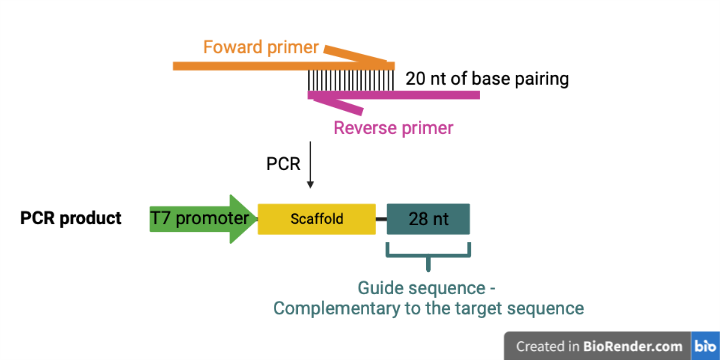 Foward primer
20 nt of base pairing
Reverse primer
PCR
PCR product
T7 promoter
Scaffold
28 nt
Guide sequence -
Complementary to the target sequence
Created in BioRender.com
bio